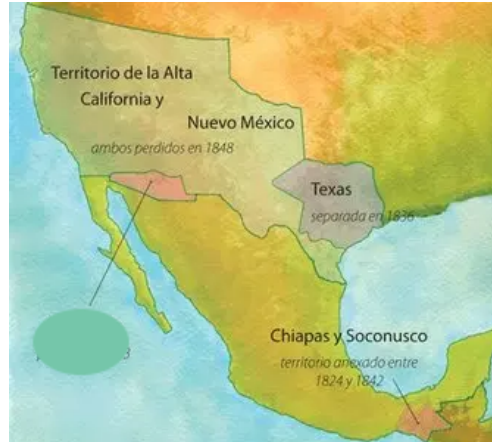 Territorio de la Alta
California y
Nuevo México
ambos perdidos en 1848
Texas
separada en 1836
Chiapas y Soconusco
territorio anexado entre
1824 y 1842